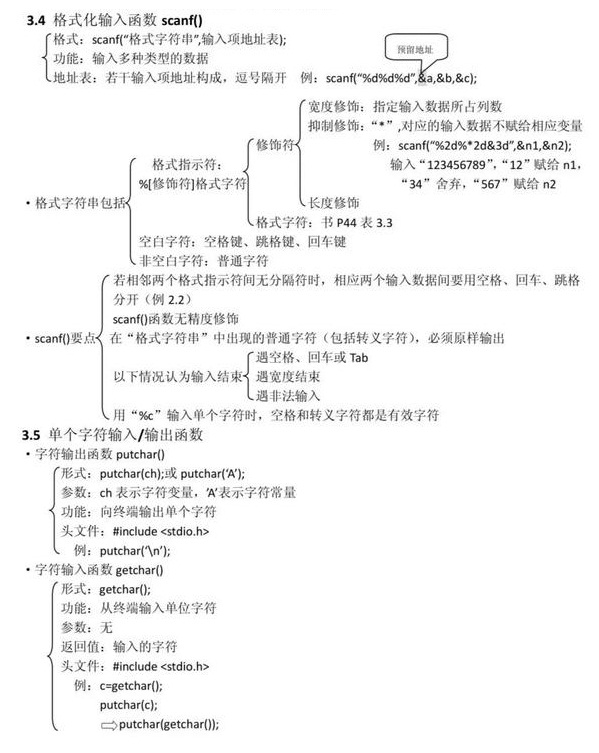 3.4 格式化输入函数 scanf()
格式：scanf(“格式字符串”,输入项地址表);
预留地址
功能：输入多种类型的数据
地址表：若干输入项地址构成，逗号隔开 例：scanf(“%d%d%d”,&a,&b,&c);
宽度修饰：指定输入数据所占列数
抑制修饰：“*”,对应的输入数据不赋给相应变量
修饰符
例：scanf(“%2d%*2d&3d”,&n1,&n2);
格式指示符：
输入“123456789”，“12”赋给 n1，
%[修饰符]格式字符
“34”舍弃，“567”赋给 n2
·格式字符串包括
长度修饰
格式字符：书 P44 表 3.3
空白字符：空格键、跳格键、回车键
非空白字符：普通字符
若相邻两个格式指示符间无分隔符时，相应两个输入数据间要用空格、回车、跳格
分开（例 2.2）
scanf()函数无精度修饰
·scanf()要点
在“格式字符串”中出现的普通字符（包括转义字符），必须原样输出
遇空格、回车或 Tab
以下情况认为输入结束
遇宽度结束
遇非法输入
用“%c”输入单个字符时，空格和转义字符都是有效字符
3.5 单个字符输入/输出函数
·字符输出函数 putchar()
形式：putchar(ch);或 putchar(‘A’);
参数：ch 表示字符变量，‘A’表示字符常量
功能：向终端输出单个字符
头文件：#include <stdio.h>
例：putchar(‘\n’);
·字符输入函数 getchar()
形式：getchar();
功能：从终端输入单位字符
参数：无
返回值：输入的字符
头文件：#include <stdio.h>
例：c=getchar();
putchar(c);
⇨putchar(getchar());